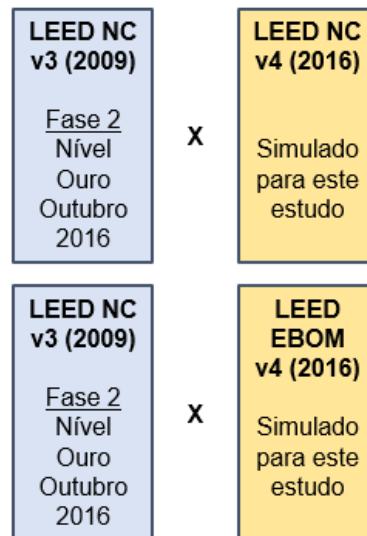 LEED NC
v3 (2009)
Fase 2
Nível
Ouro
Outubro
2016
X
LEED NC
v4 (2016)
Simulado
para este
estudo
LEED NC
v3 (2009)
Fase 2
Nível
Ouro
Outubro
2016
X
LEED
EBOM
v4 (2016)
Simulado
para este
estudo